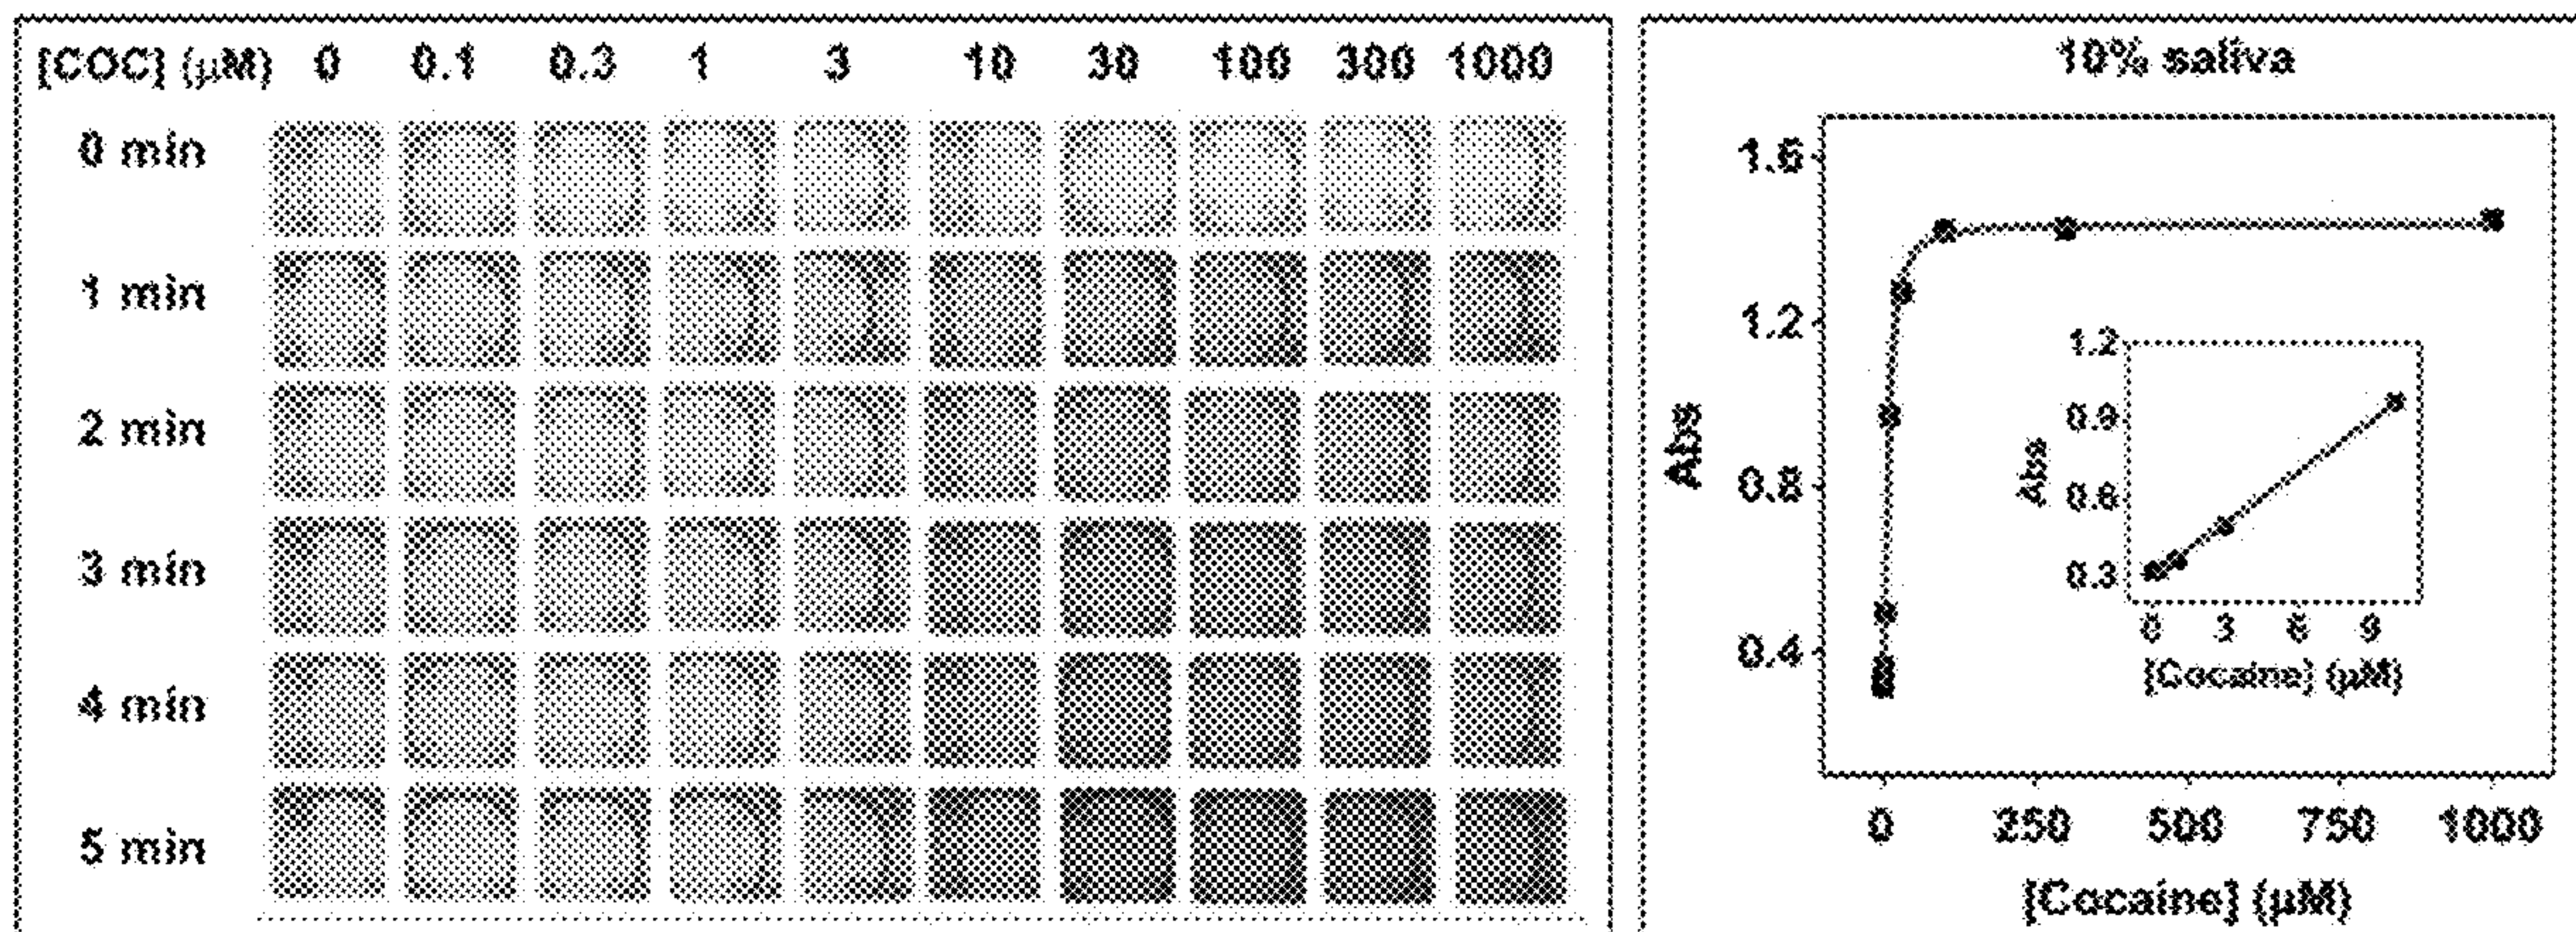 [COC] (μM) 0 0.1 0.3 1 3 10 30 100 300 1000
0 min
1 min
2 min
3 min
4 min
5 min
10% saliva
1.6
1.2
0.8
0.4
Abs
0 250 500 750 1000
[Cocaine] (μM)
1.2
0.9
0.6
0.3
Abs
0 3 6 9
[Cocaine] (μM)